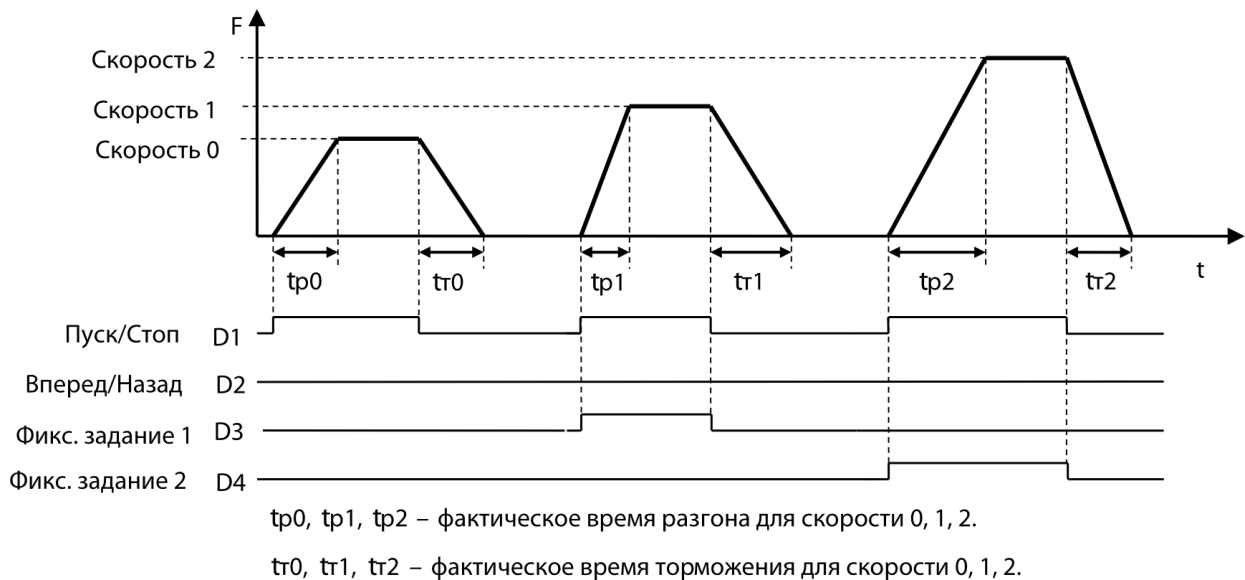 F
Скорость 2
Скорость 1
Скорость 0
tр0 tт0 tр1 tт1 tр2 tт2 t
Пуск/Стоп D1
Вперед/Назад D2
Фикс. задание 1 D3
Фикс. задание 2 D4
tр0, tр1, tр2 – фактическое время разгона для скорости 0, 1, 2.
tт0, tт1, tт2 – фактическое время торможения для скорости 0, 1, 2.